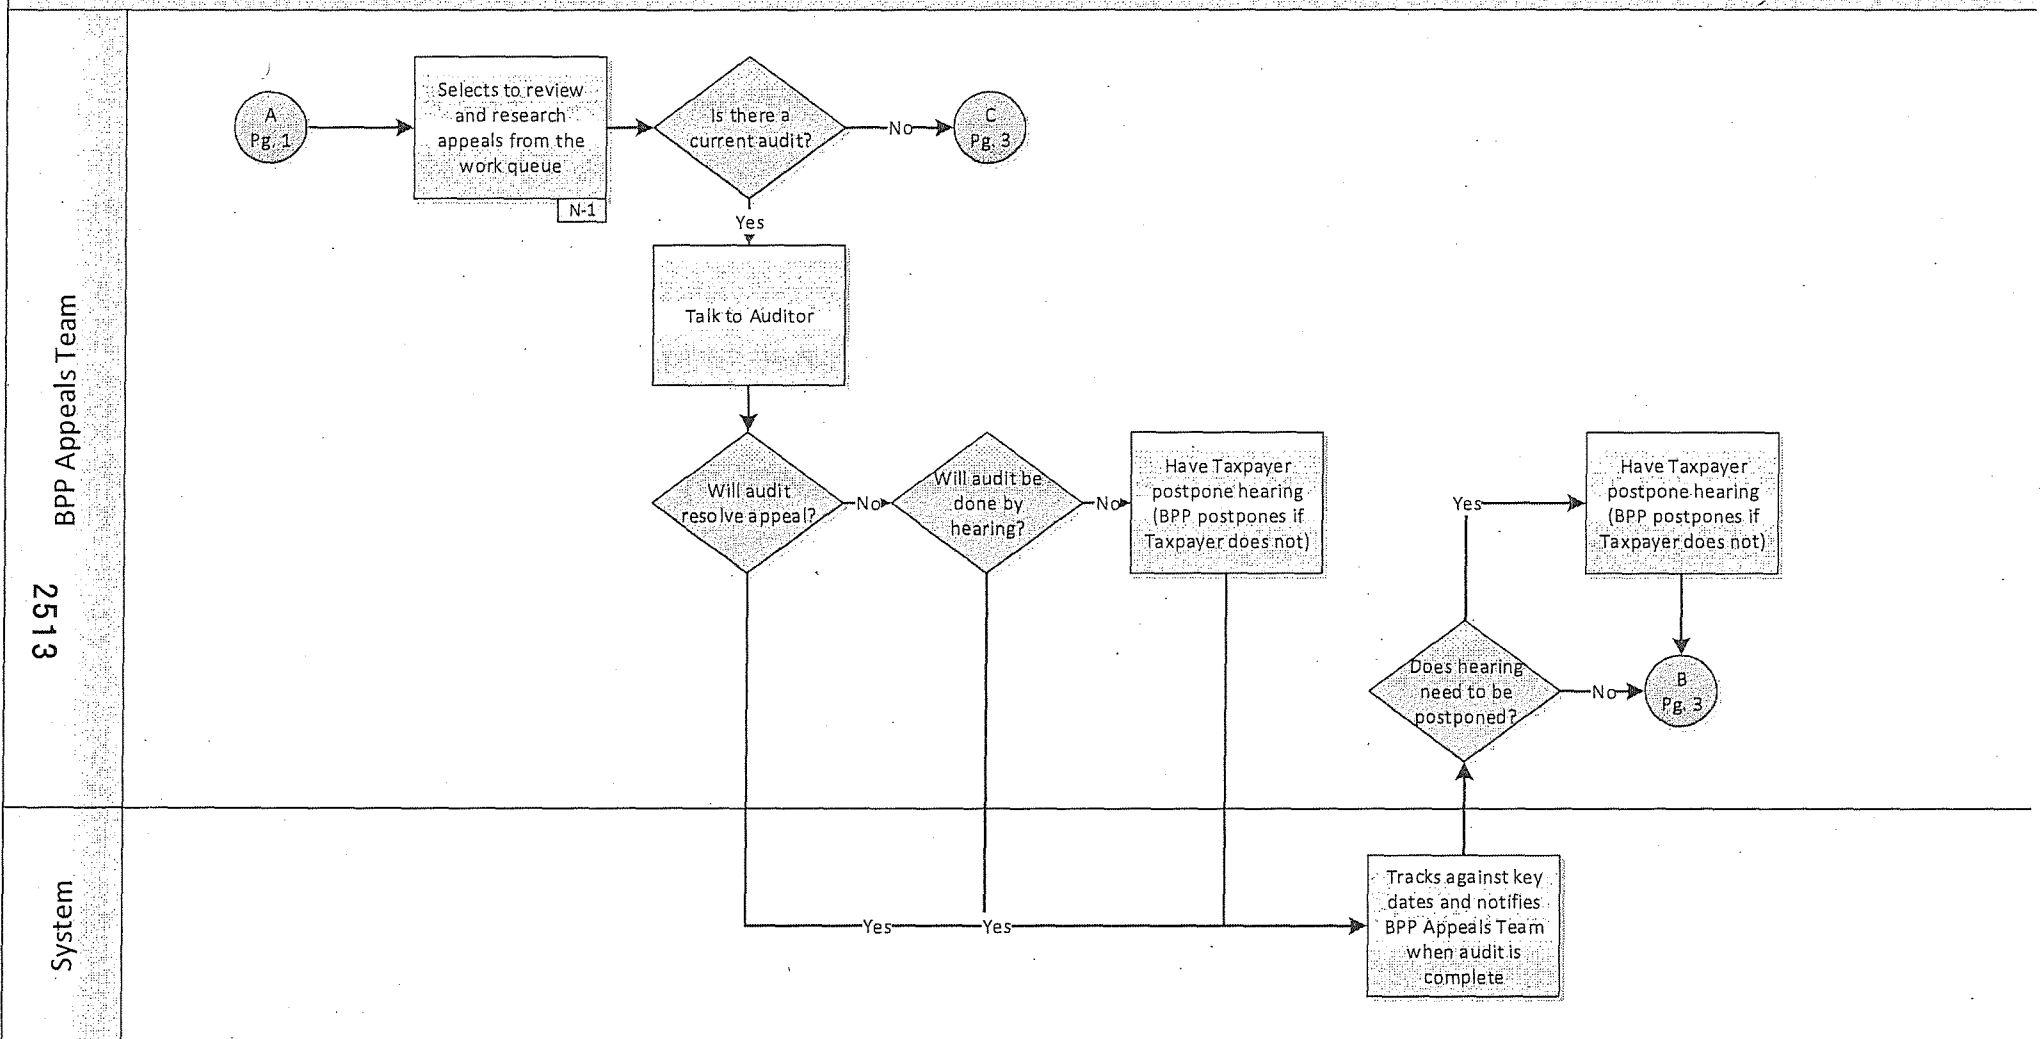 BPP Appeals Team
2513
System
A
Pg. 1
Selects to review
and research
appeals from the
work queue
N-1
Is there a
current audit?
No
C
Pg. 3
Yes
Talk to Auditor
Will audit
resolve appeal?
No
Will audit be
done by
hearing?
No
Have Taxpayer
postpone hearing
(BPP postpones if
Taxpayer does not)
Yes
Have Taxpayer
postpone hearing
(BPP postpones if
Taxpayer does not)
Does hearing
need to be
postponed?
No
B
Pg. 3
Yes
Yes
Tracks against key
dates and notifies
BPP Appeals Team
when audit is
complete